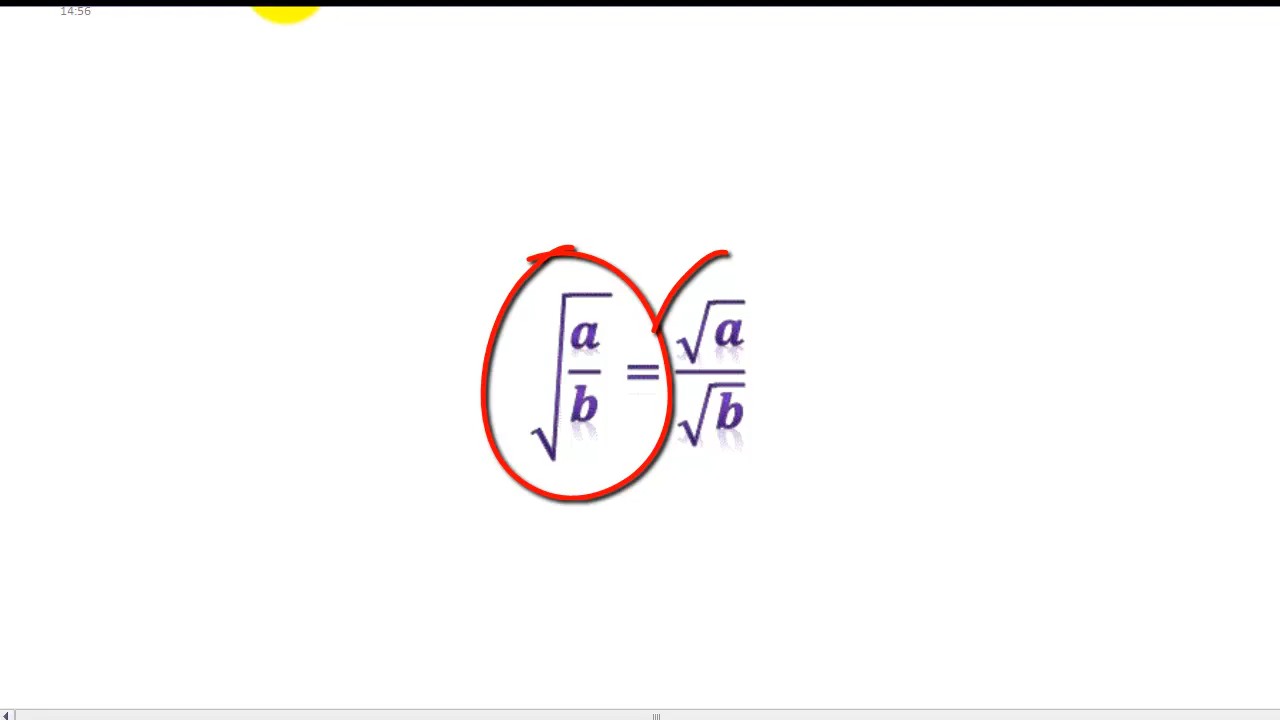 14:56
√(a/b) = √a/√b